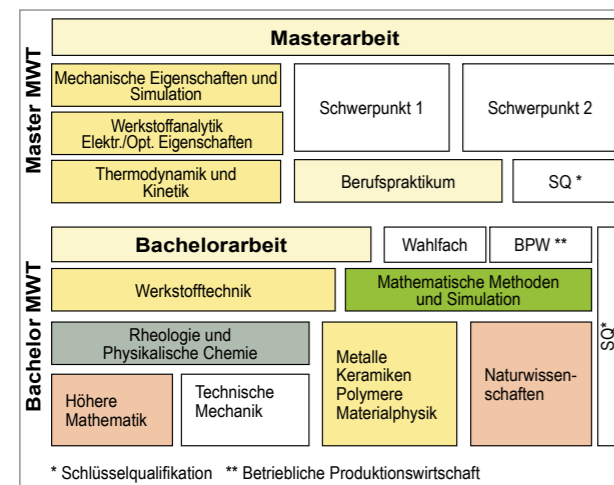 Master MWT
Masterarbeit
Mechanische Eigenschaften und
Simulation
Werkstoffanalytik
Elektr./Opt. Eigenschaften
Thermodynamik und
Kinetik
Schwerpunkt 1
Schwerpunkt 2
Berufspraktikum
SQ *
Bachelor MWT
Bachelorarbeit
Wahlfach
BPW **
Werkstofftechnik
Mathematische Methoden
und Simulation
Rheologie und
Physikalische Chemie
Höhere
Mathematik
Technische
Mechanik
Metalle
Keramiken
Polymere
Materialphysik
Naturwissen-
schaften
SQ*
* Schlüsselqualifikation ** Betriebliche Produktionswirtschaft